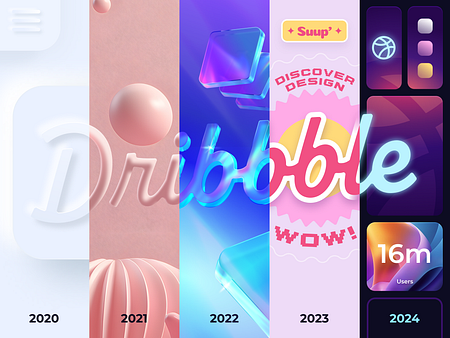 Suup'
DISCOVER
DESIGN
Dribbble
WOW!
16m
Users
2020
2021
2022
2023
2024